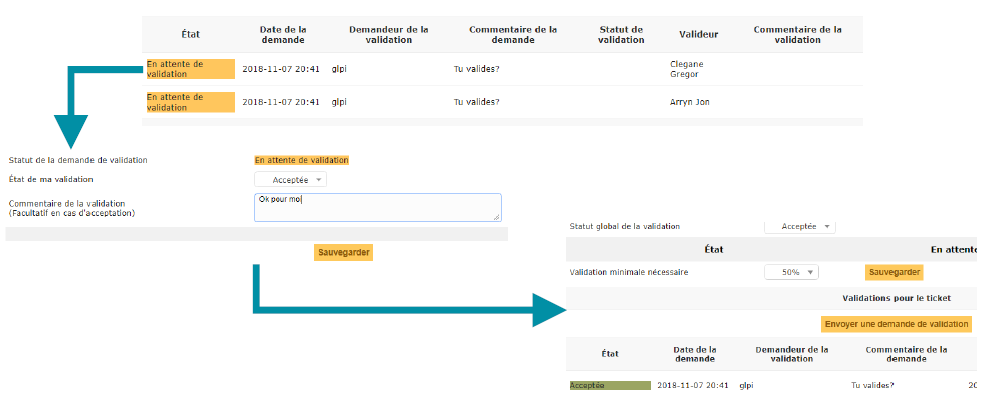 État Date de la demande Demandeur de la validation Commentaire de la demande Statut de validation Valideur Commentaire de la validation
En attente de validation 2018-11-07 20:41 glpi Tu valides? Clegane Gregor
En attente de validation 2018-11-07 20:41 glpi Tu valides? Arryn Jon
Statut de la demande de validation En attente de validation
État de ma validation Acceptée
Commentaire de la validation Ok pour moi
(Facultatif en cas d'acceptation)
Sauvegarder
Statut global de la validation Acceptée
État En attente
Validation minimale nécessaire 50% Sauvegarder
Validations pour le ticket
Envoyer une demande de validation
État Date de la demande Demandeur de la validation Commentaire de la demande
Acceptée 2018-11-07 20:41 glpi Tu valides? 20